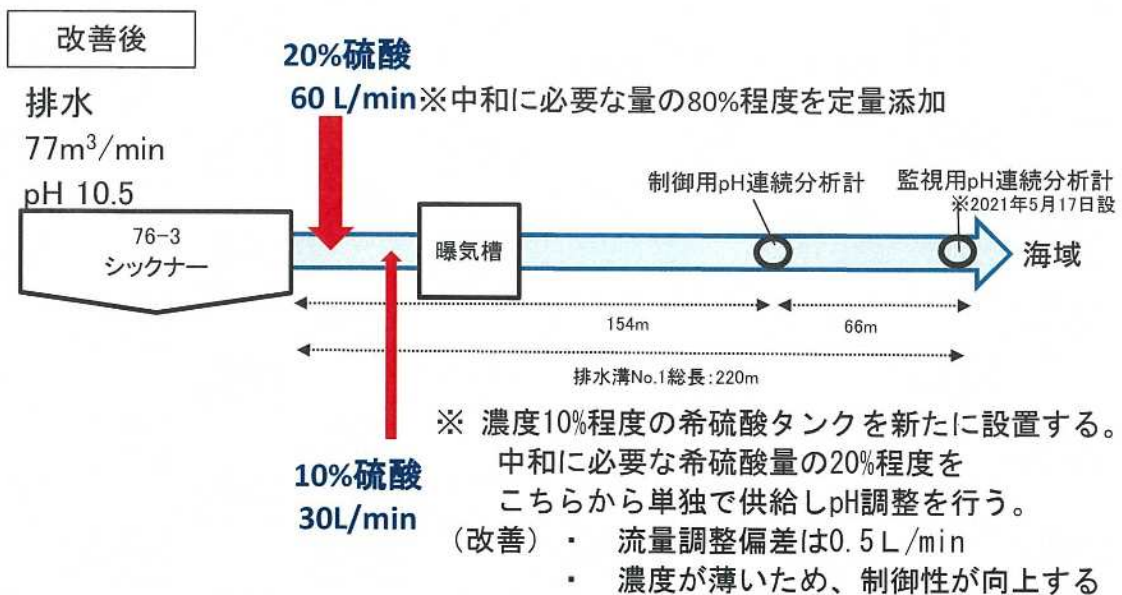 改善後
20%硫酸
60 L/min※中和に必要な量の80%程度を定量添加
排水
77m³/min
pH 10.5
制御用pH連続分析計
監視用pH連続分析計
※2021年5月17日設
76-3
シックナー
曝気槽
海域
154m
66m
排水溝No.1総長:220m
※ 濃度10%程度の希硫酸タンクを新たに設置する。
中和に必要な希硫酸量の20%程度を
こちらから単独で供給しpH調整を行う。
10%硫酸
30L/min
(改善)・ 流量調整偏差は0.5L/min
・ 濃度が薄いため、制御性が向上する